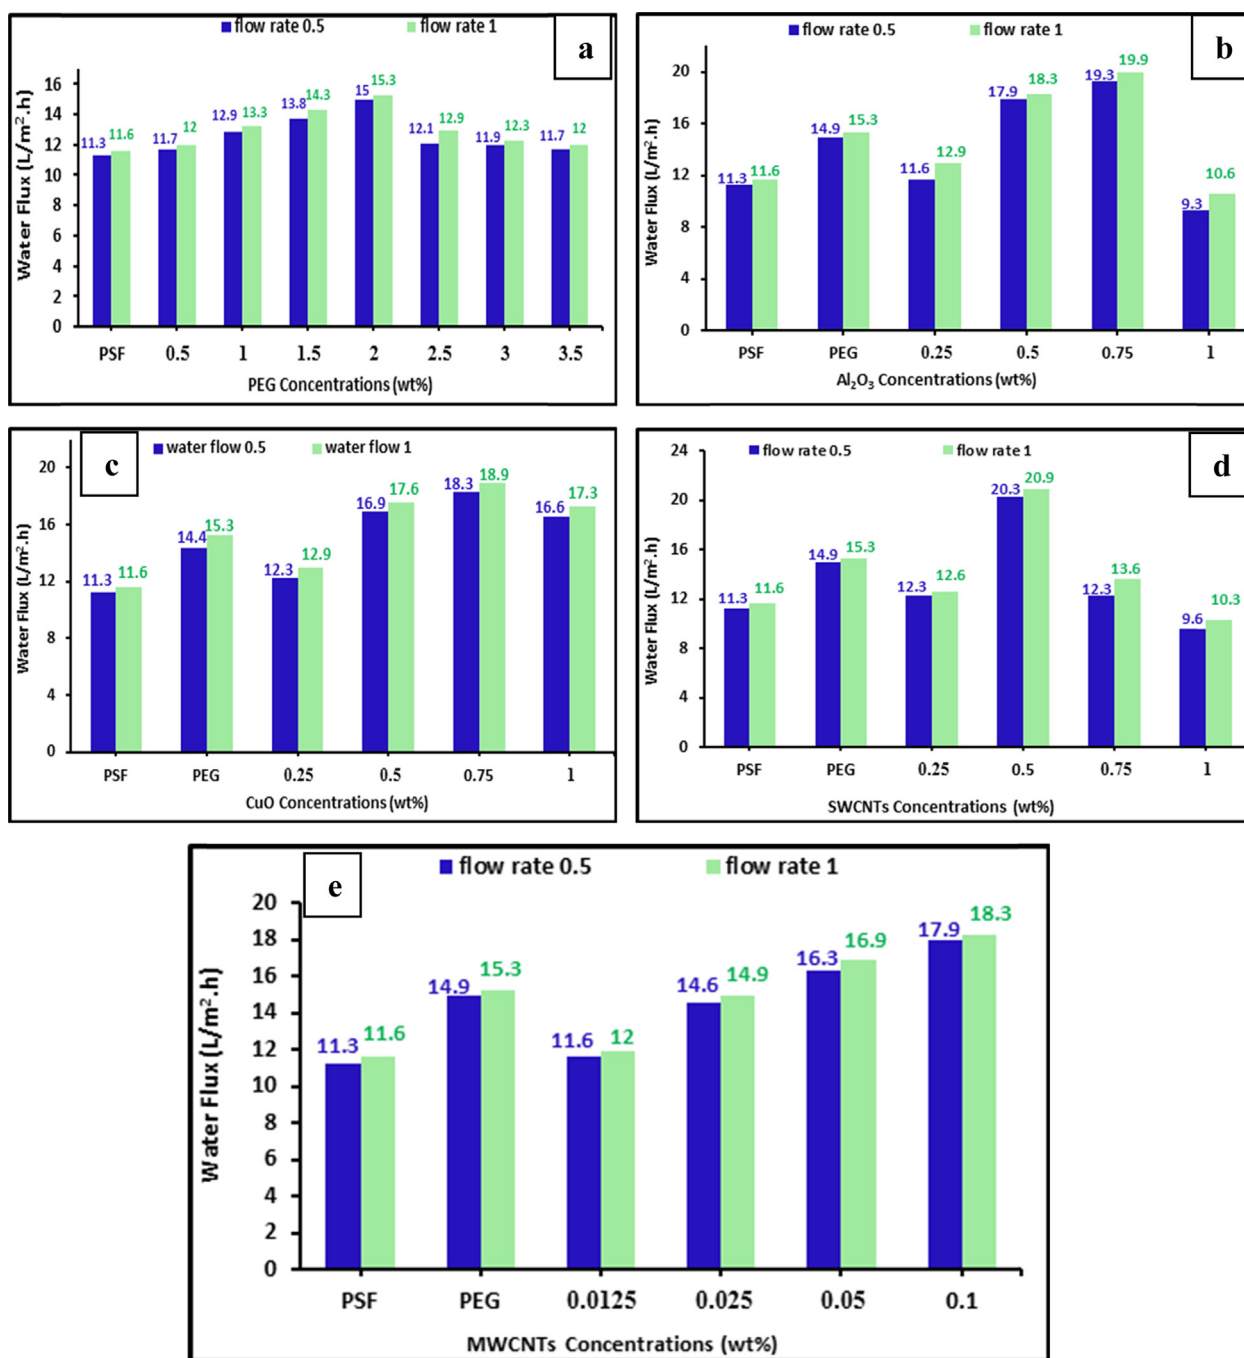 flow rate 0.5 flow rate 1
a
Water Flux (L/m².h)
16
14
12
10
8
6
4
2
0
11.3 11.6 11.7 12 12.9 13.3 13.8 14.3 15 15.3 12.1 12.9 11.9 12.3 11.7 12
PSF 0.5 1 1.5 2 2.5 3 3.5
PEG Concentrations (wt%)
flow rate 0.5 flow rate 1
b
Water Flux (L/m².h)
20
16
12
8
4
0
11.3 11.6 14.9 15.3 11.6 12.9 17.9 18.3 19.3 19.9 9.3 10.6
PSF PEG 0.25 0.5 0.75 1
Al₂O₃ Concentrations (wt%)
water flow 0.5 water flow 1
c
Water Flux (L/m².h)
20
16
12
8
4
0
11.3 11.6 14.4 15.3 12.3 12.9 16.9 17.6 18.3 18.9 16.6 17.3
PSF PEG 0.25 0.5 0.75 1
CuO Concentrations (wt%)
flow rate 0.5 flow rate 1
d
Water Flux (L/m².h)
24
20
16
12
8
4
0
11.3 11.6 14.9 15.3 12.3 12.6 20.3 20.9 12.3 13.6 9.6 10.3
PSF PEG 0.25 0.5 0.75 1
SWCNTs Concentrations (wt%)
flow rate 0.5 flow rate 1
e
Water Flux (L/m².h)
20
18
16
14
12
10
8
6
4
2
0
11.3 11.6 14.9 15.3 11.6 12 14.6 14.9 16.3 16.9 17.9 18.3
PSF PEG 0.0125 0.025 0.05 0.1
MWCNTs Concentrations (wt%)